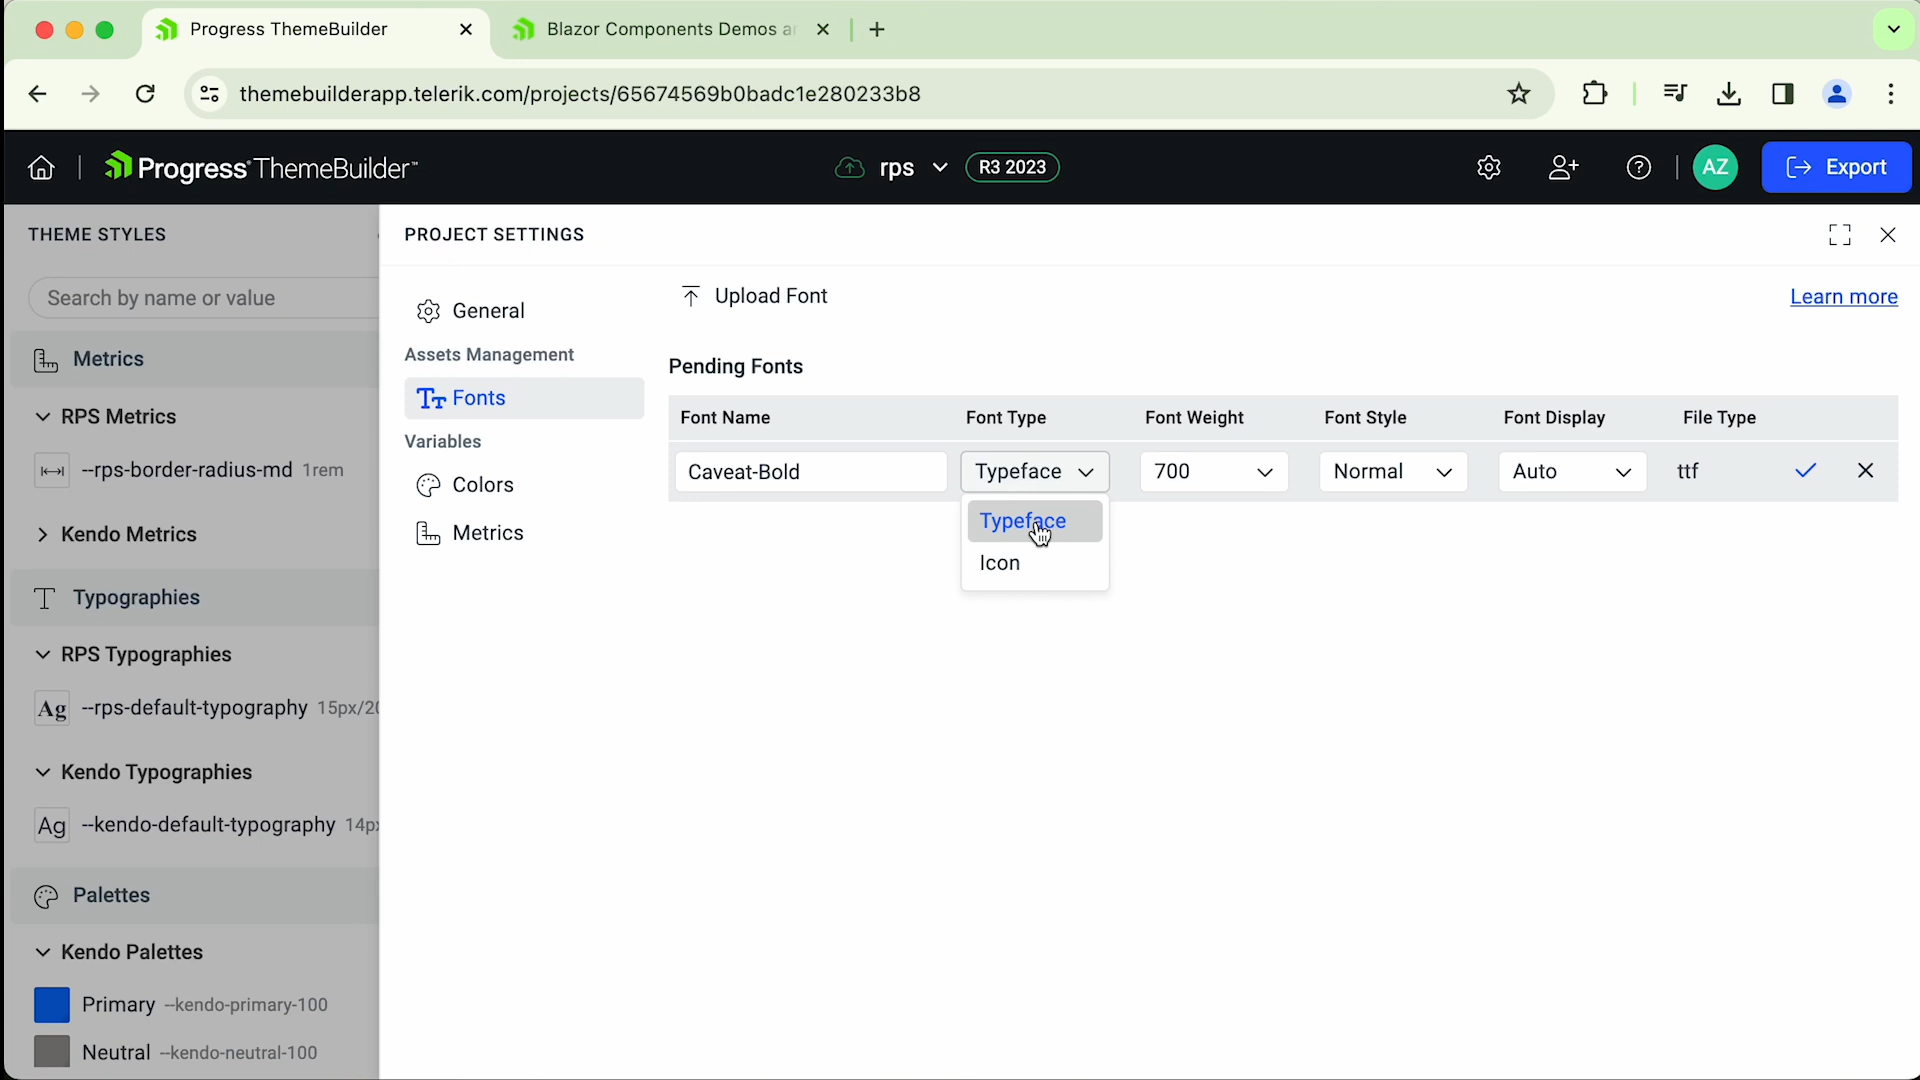 Progress ThemeBuilder
Blazor Components Demos ar
themebuilderapp.telerik.com/projects/65674569b0badc1e280233b8
Progress ThemeBuilder™
rps
R3 2023
AZ
Export
THEME STYLES
PROJECT SETTINGS
Search by name or value
General
Upload Font
Learn more
Metrics
Assets Management
Pending Fonts
Fonts
Font Name Font Type Font Weight Font Style Font Display File Type
RPS Metrics
Variables
--rps-border-radius-md 1rem
Caveat-Bold Typeface 700 Normal Auto ttf
Colors
Typeface
Kendo Metrics
Metrics
Icon
Typographies
RPS Typographies
Ag --rps-default-typography 15px/20
Kendo Typographies
Ag --kendo-default-typography 14px
Palettes
Kendo Palettes
Primary --kendo-primary-100
Neutral --kendo-neutral-100